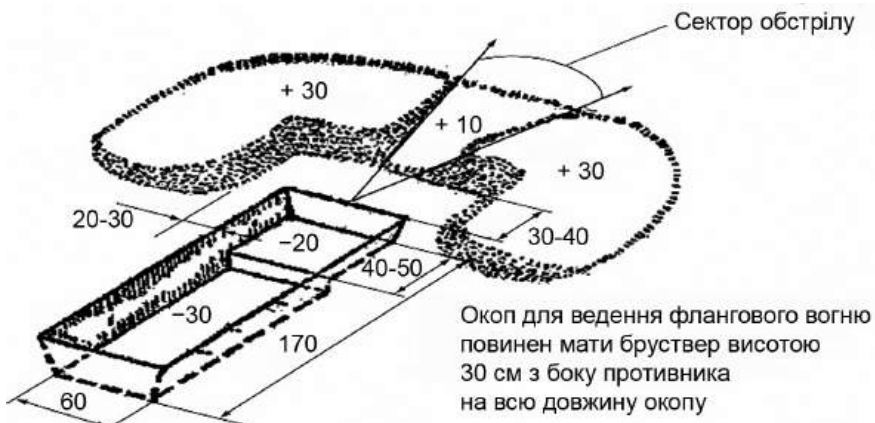 Сектор обстрілу
+ 30
+ 10
+ 30
20-30
−20
30-40
40-50
−30
170
60
Окоп для ведення флангового вогню
повинен мати бруствер висотою
30 см з боку противника
на всю довжину окопу